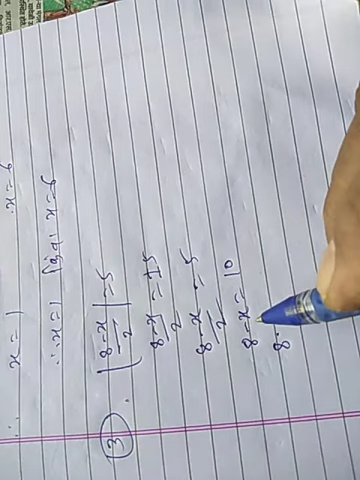 ∴ x = 1 x = 6
∴ x = 1 किंवा x = 6
(3). |8-x/2| = 5
8-x/2 = ±5
8-x/2 = 5
8-x = 10
8-